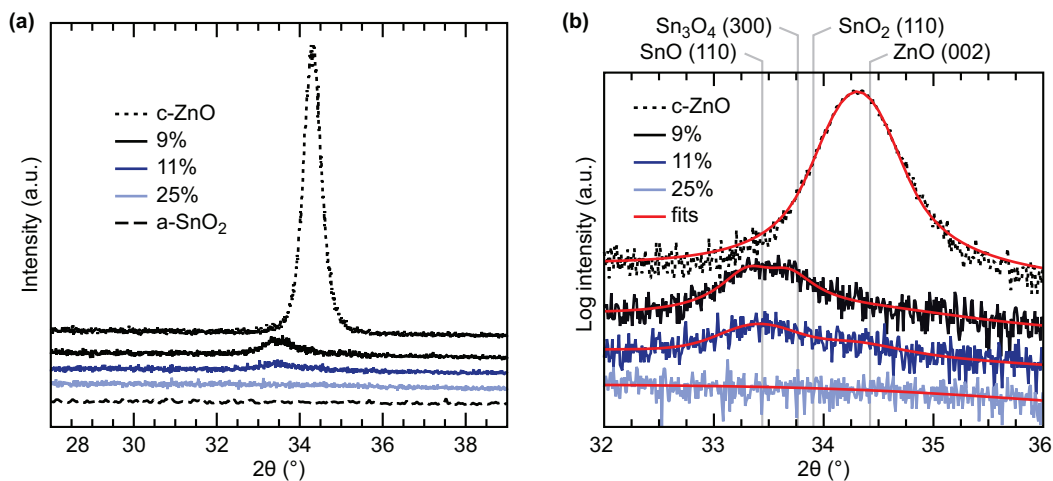 (a)
Intensity (a.u.)
c-ZnO
9%
11%
25%
a-SnO₂
28 30 32 34 36 38
2θ (°)
(b)
Sn₃O₄ (300)
SnO₂ (110)
SnO (110)
ZnO (002)
Log intensity (a.u.)
c-ZnO
9%
11%
25%
fits
32 33 34 35 36
2θ (°)